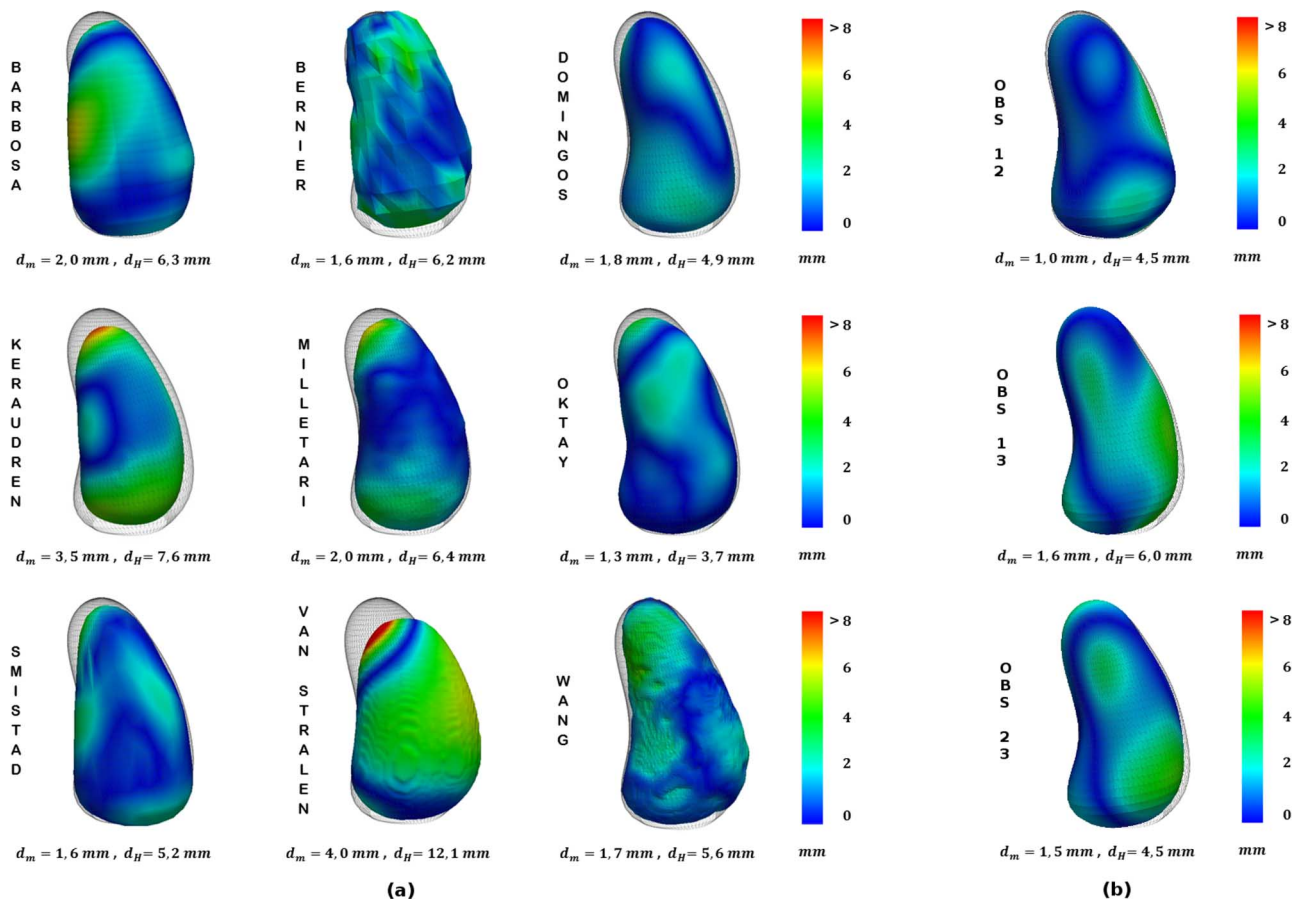 BARBOSA
BERNIER
DOMINGOS
> 8
6
4
2
0
OBS 12
> 8
6
4
2
0
d_m = 2,0 mm , d_H= 6,3 mm
d_m = 1,6 mm , d_H= 6,2 mm
d_m = 1,8 mm , d_H= 4,9 mm
mm
d_m = 1,0 mm , d_H= 4,5 mm
mm
KERAUDREN
MILLETARI
OKTAY
> 8
6
4
2
0
OBS 13
> 8
6
4
2
0
d_m = 3,5 mm , d_H= 7,6 mm
d_m = 2,0 mm , d_H= 6,4 mm
d_m = 1,3 mm , d_H= 3,7 mm
mm
d_m = 1,6 mm , d_H= 6,0 mm
mm
SMISTAD
VAN STRALEN
WANG
> 8
6
4
2
0
OBS 23
> 8
6
4
2
0
d_m = 1,6 mm , d_H= 5,2 mm
d_m = 4,0 mm , d_H= 12,1 mm
d_m = 1,7 mm , d_H= 5,6 mm
mm
d_m = 1,5 mm , d_H= 4,5 mm
mm
(a)
(b)